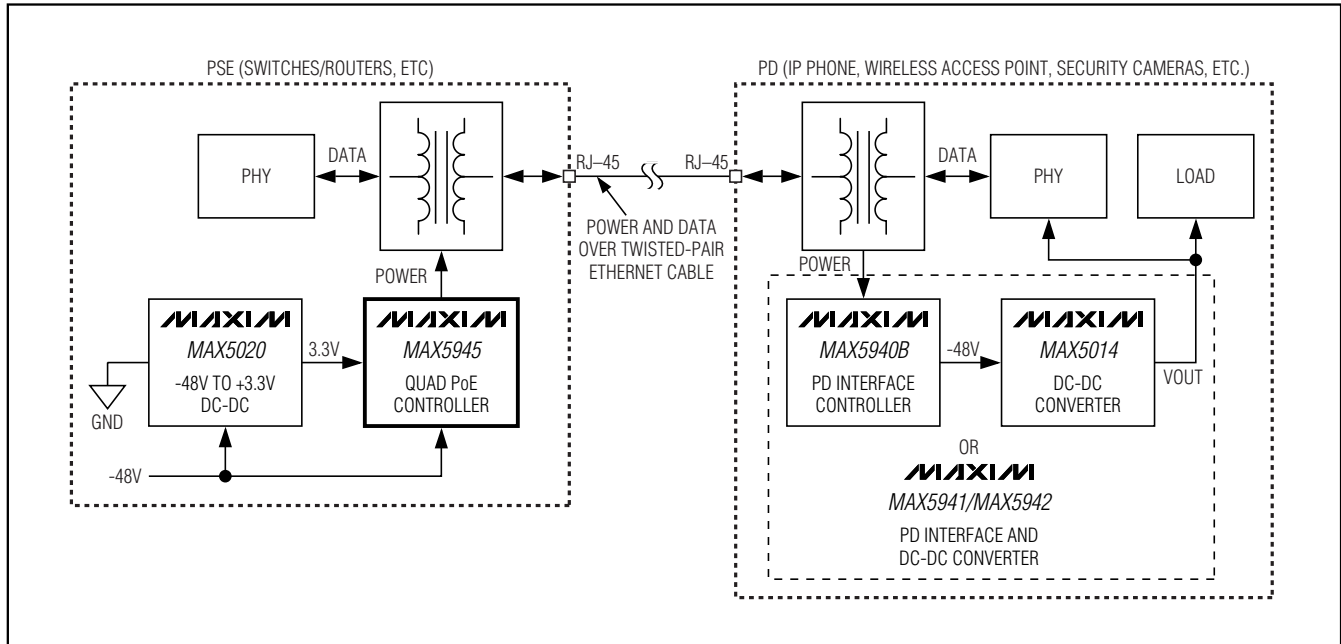 PSE (SWITCHES/ROUTERS, ETC)
PHY
DATA
POWER
MAXIM
MAX5020
-48V TO +3.3V
DC-DC
GND
-48V
3.3V
MAXIM
MAX5945
QUAD PoE
CONTROLLER
RJ–45
RJ–45
POWER AND DATA
OVER TWISTED-PAIR
ETHERNET CABLE
PD (IP PHONE, WIRELESS ACCESS POINT, SECURITY CAMERAS, ETC.)
DATA
PHY
LOAD
POWER
MAXIM
MAX5940B
PD INTERFACE
CONTROLLER
-48V
MAXIM
MAX5014
DC-DC
CONVERTER
VOUT
OR
MAXIM
MAX5941/MAX5942
PD INTERFACE AND
DC-DC CONVERTER